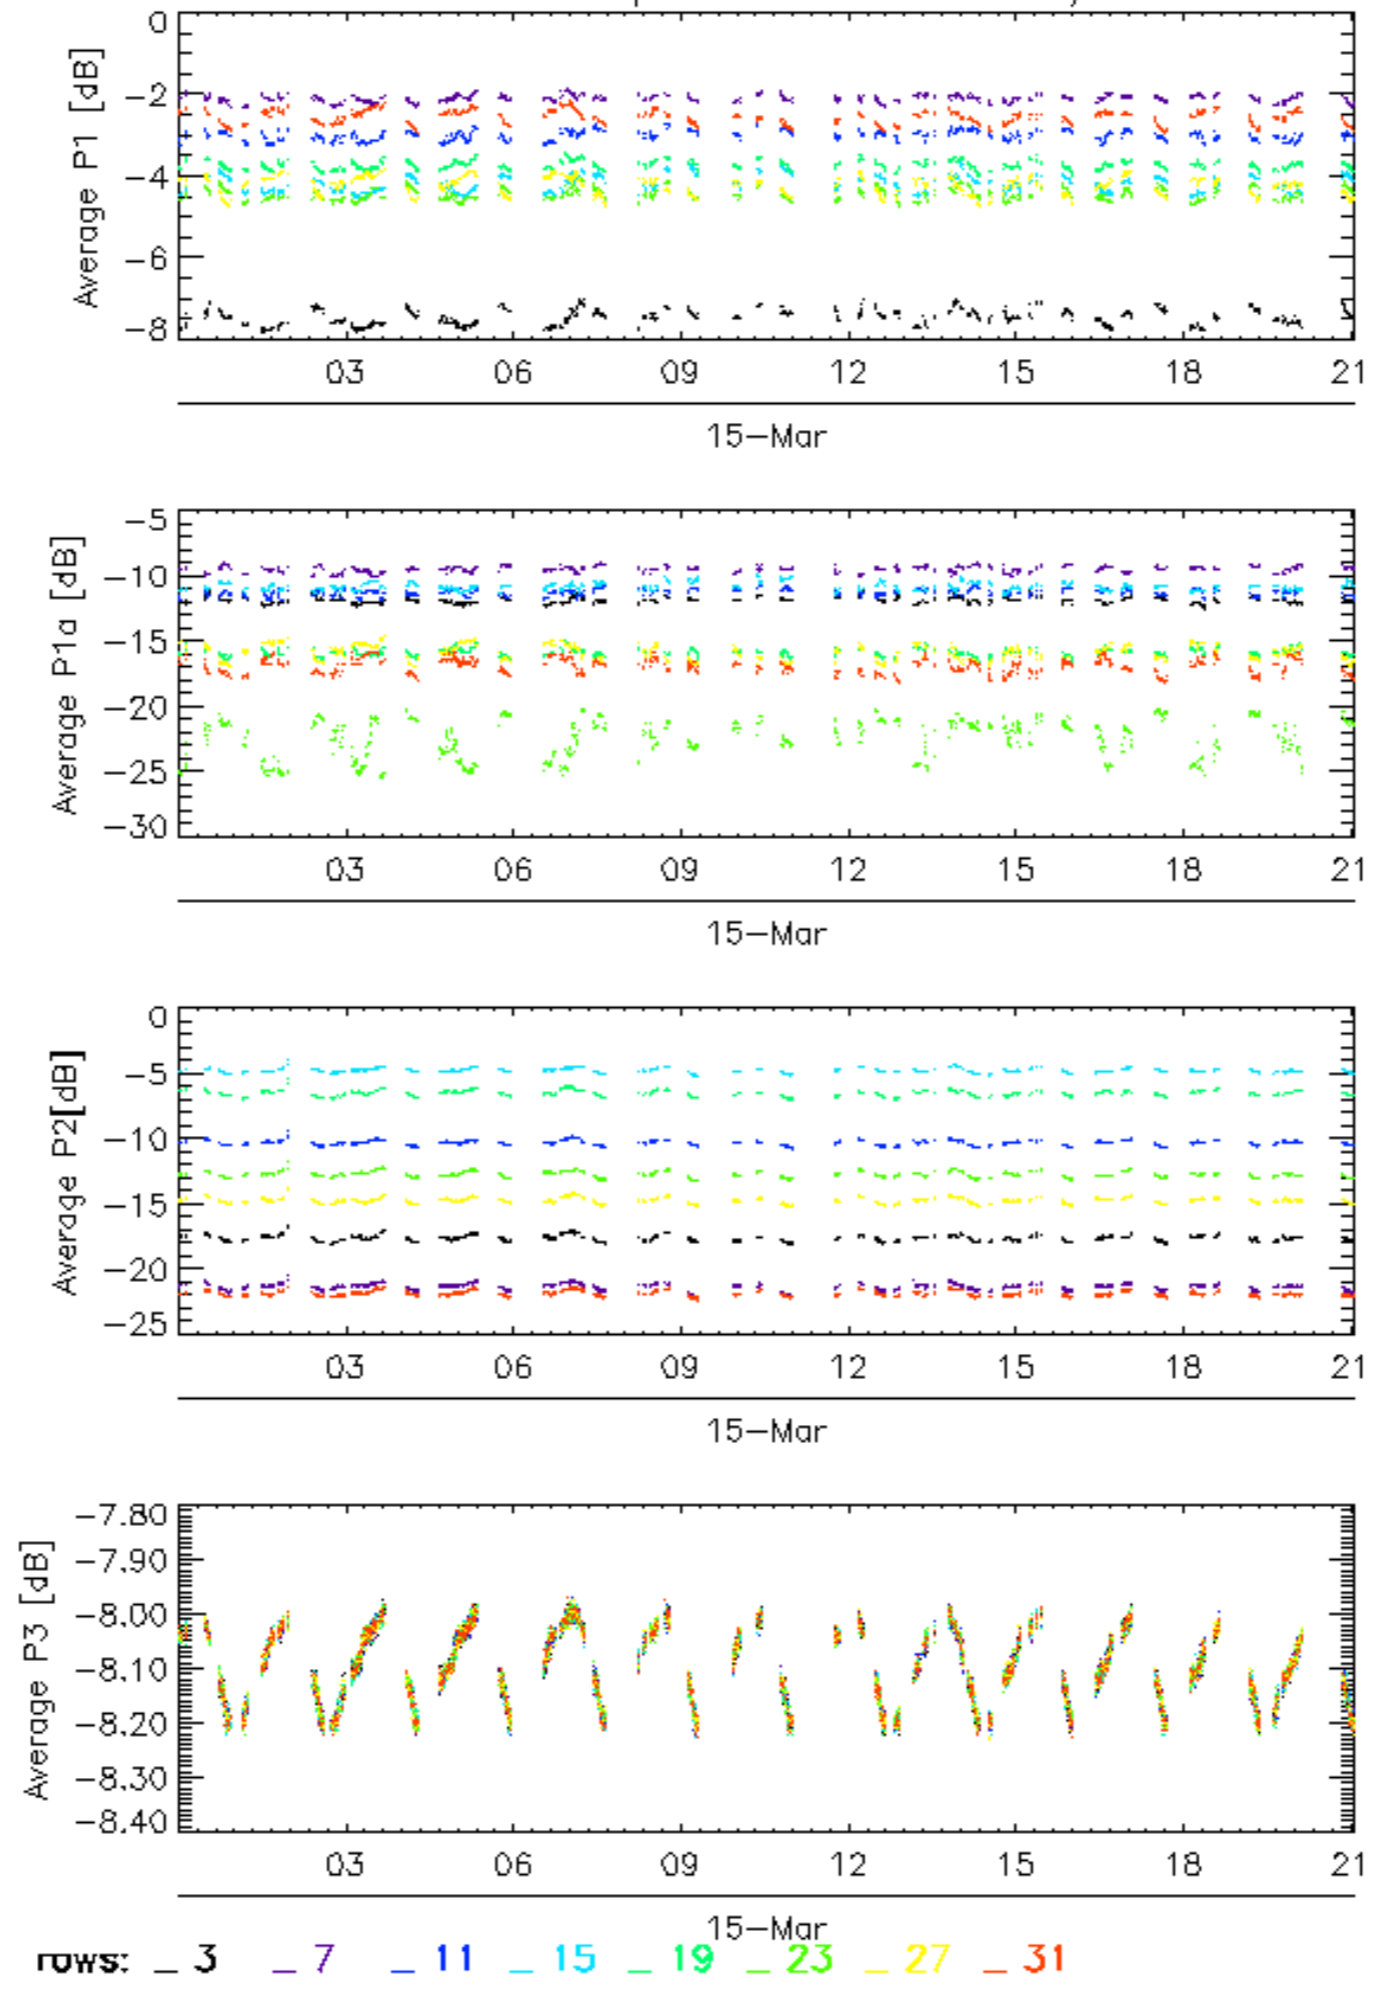 0
-2
-4
-6
-8
Average P1 [dB]
03 06 09 12 15 18 21
15-Mar
-5
-10
-15
-20
-25
-30
Average P1a [dB]
03 06 09 12 15 18 21
15-Mar
0
-5
-10
-15
-20
-25
Average P2[dB]
03 06 09 12 15 18 21
15-Mar
-7.80
-7.90
-8.00
-8.10
-8.20
-8.30
-8.40
Average P3 [dB]
03 06 09 12 15 18 21
15-Mar
rows: _ 3 _ 7 _ 11 _ 15 _ 19 _ 23 _ 27 _ 31